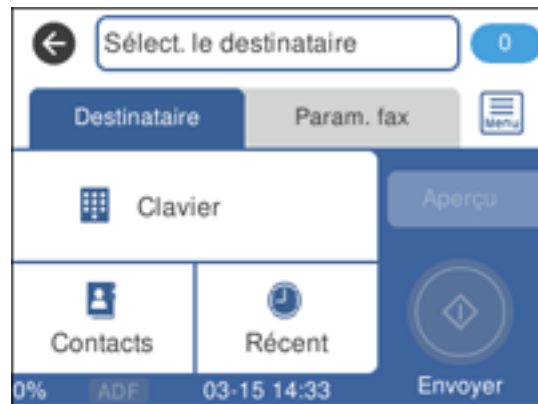 Sélect. le destinataire
0
Destinataire
Param. fax
Menu
Clavier
Aperçu
Contacts
Récent
0%
ADF
03-15 14:33
Envoyer